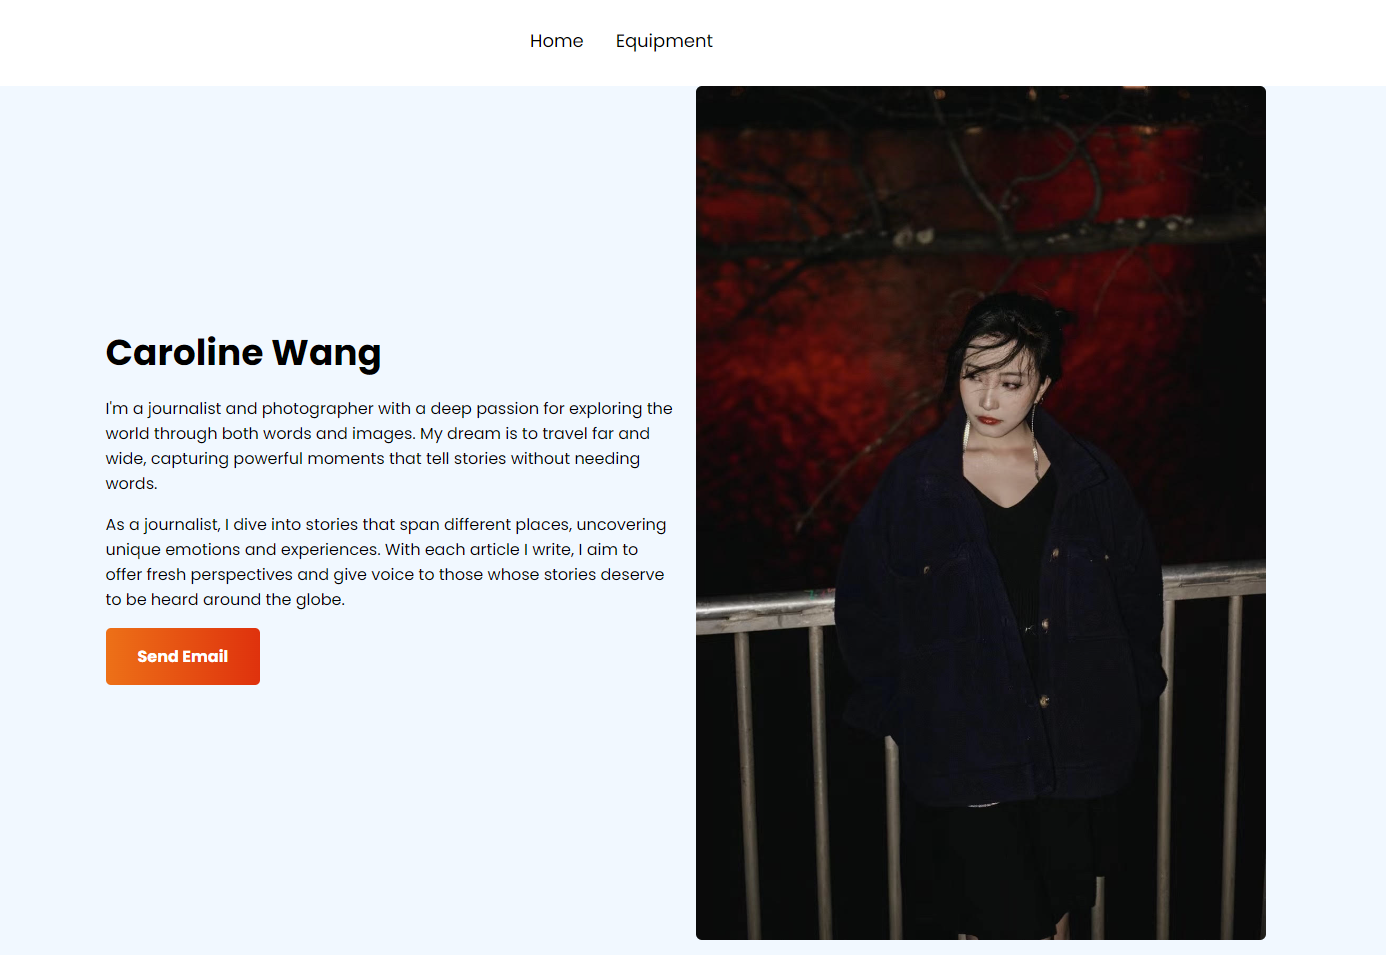 Home Equipment
Caroline Wang
I'm a journalist and photographer with a deep passion for exploring the
world through both words and images. My dream is to travel far and
wide, capturing powerful moments that tell stories without needing
words.
As a journalist, I dive into stories that span different places, uncovering
unique emotions and experiences. With each article I write, I aim to
offer fresh perspectives and give voice to those whose stories deserve
to be heard around the globe.
Send Email